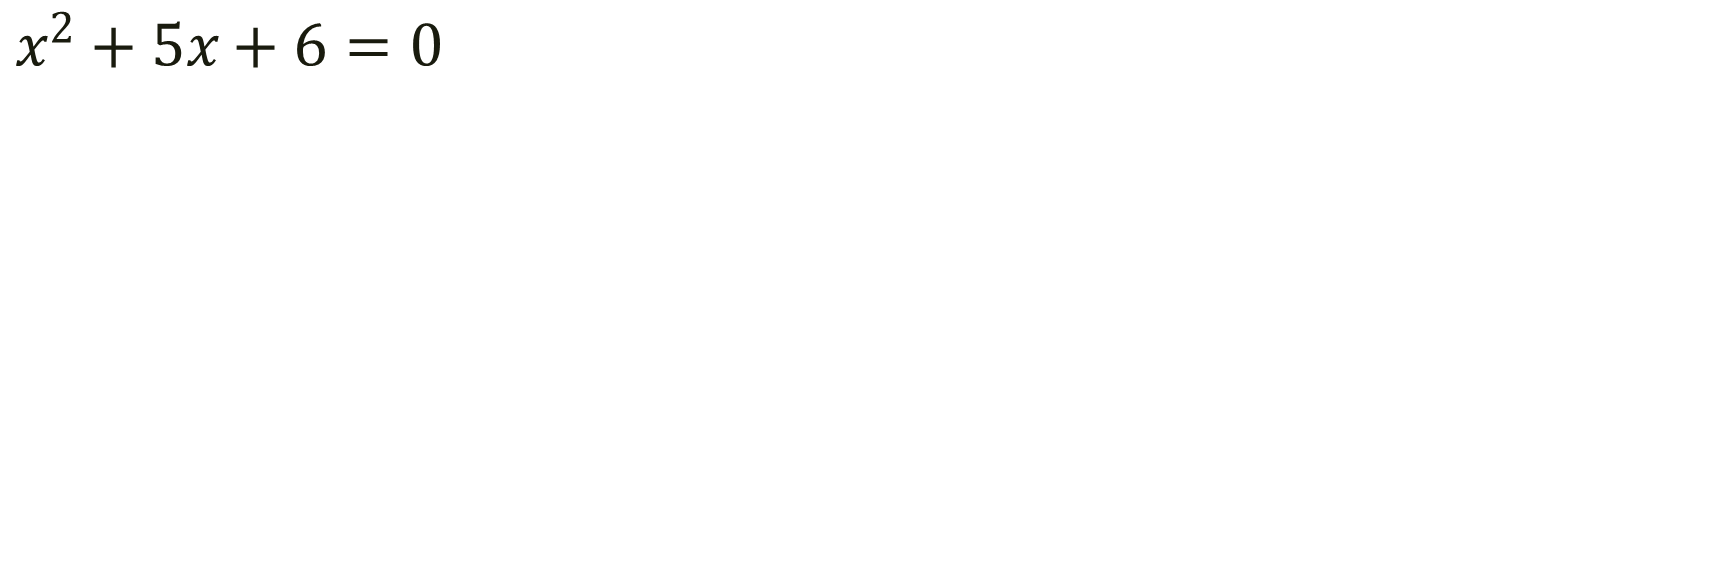 x² + 5x + 6 = 0